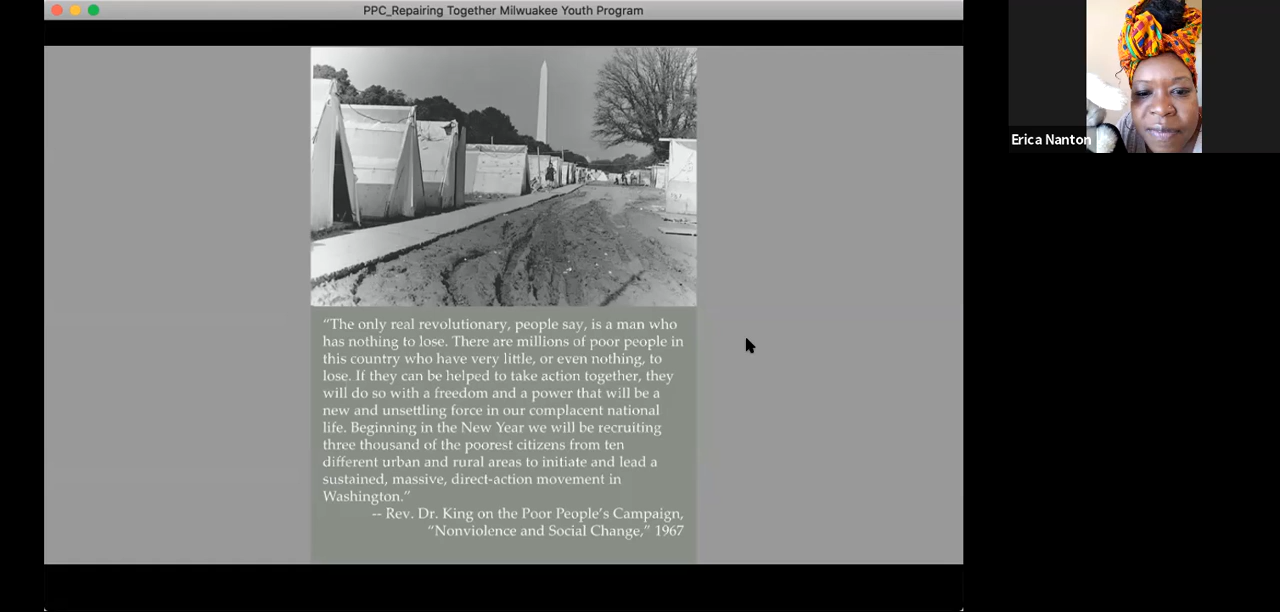 PPC_Repairing Together Milwuakee Youth Program
Erica Nanton
“The only real revolutionary, people say, is a man who
has nothing to lose. There are millions of poor people in
this country who have very little, or even nothing, to
lose. If they can be helped to take action together, they
will do so with a freedom and a power that will be a
new and unsettling force in our complacent national
life. Beginning in the New Year we will be recruiting
three thousand of the poorest citizens from ten
different urban and rural areas to initiate and lead a
sustained, massive, direct-action movement in
Washington.”
-- Rev. Dr. King on the Poor People’s Campaign,
“Nonviolence and Social Change,” 1967